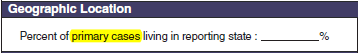 Geographic Location
Percent of primary cases living in reporting state : __________%